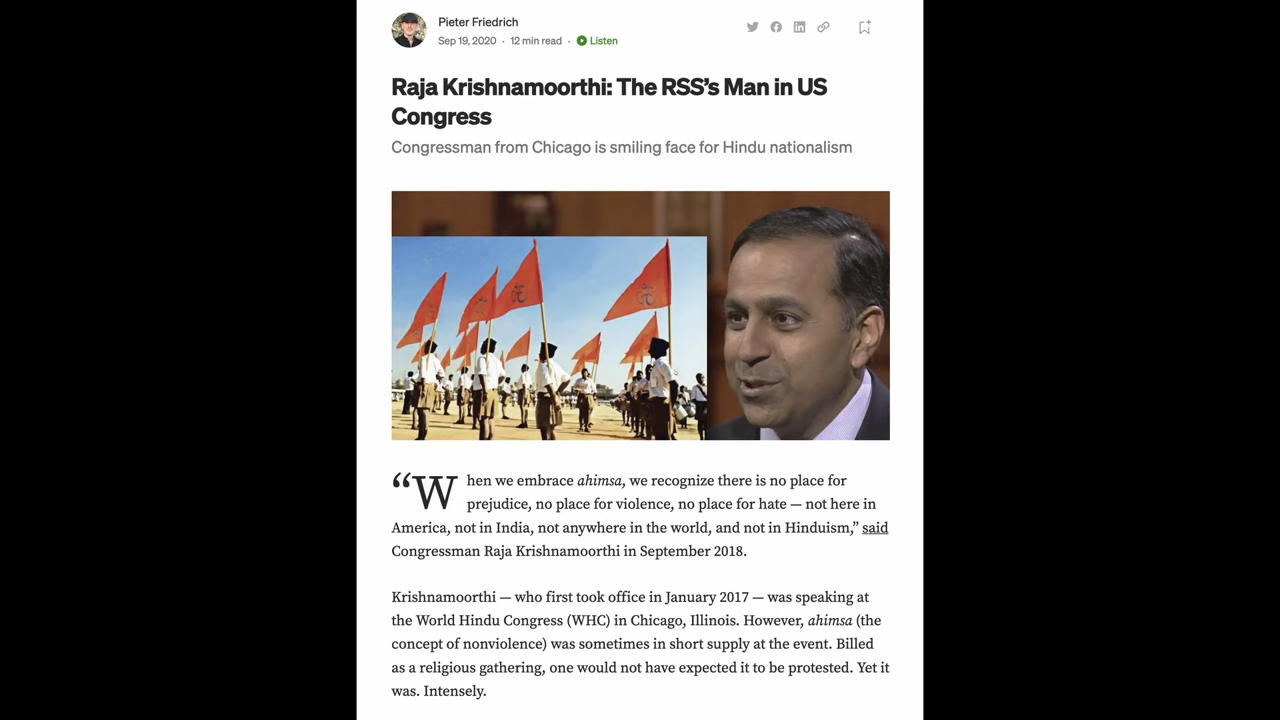 Pieter Friedrich
Sep 19, 2020 · 12 min read · Listen
Raja Krishnamoorthi: The RSS’s Man in US
Congress
Congressman from Chicago is smiling face for Hindu nationalism
“When we embrace ahimsa, we recognize there is no place for
prejudice, no place for violence, no place for hate — not here in
America, not in India, not anywhere in the world, and not in Hinduism,” said
Congressman Raja Krishnamoorthi in September 2018.
Krishnamoorthi — who first took office in January 2017 — was speaking at
the World Hindu Congress (WHC) in Chicago, Illinois. However, ahimsa (the
concept of nonviolence) was sometimes in short supply at the event. Billed
as a religious gathering, one would not have expected it to be protested. Yet it
was. Intensely.